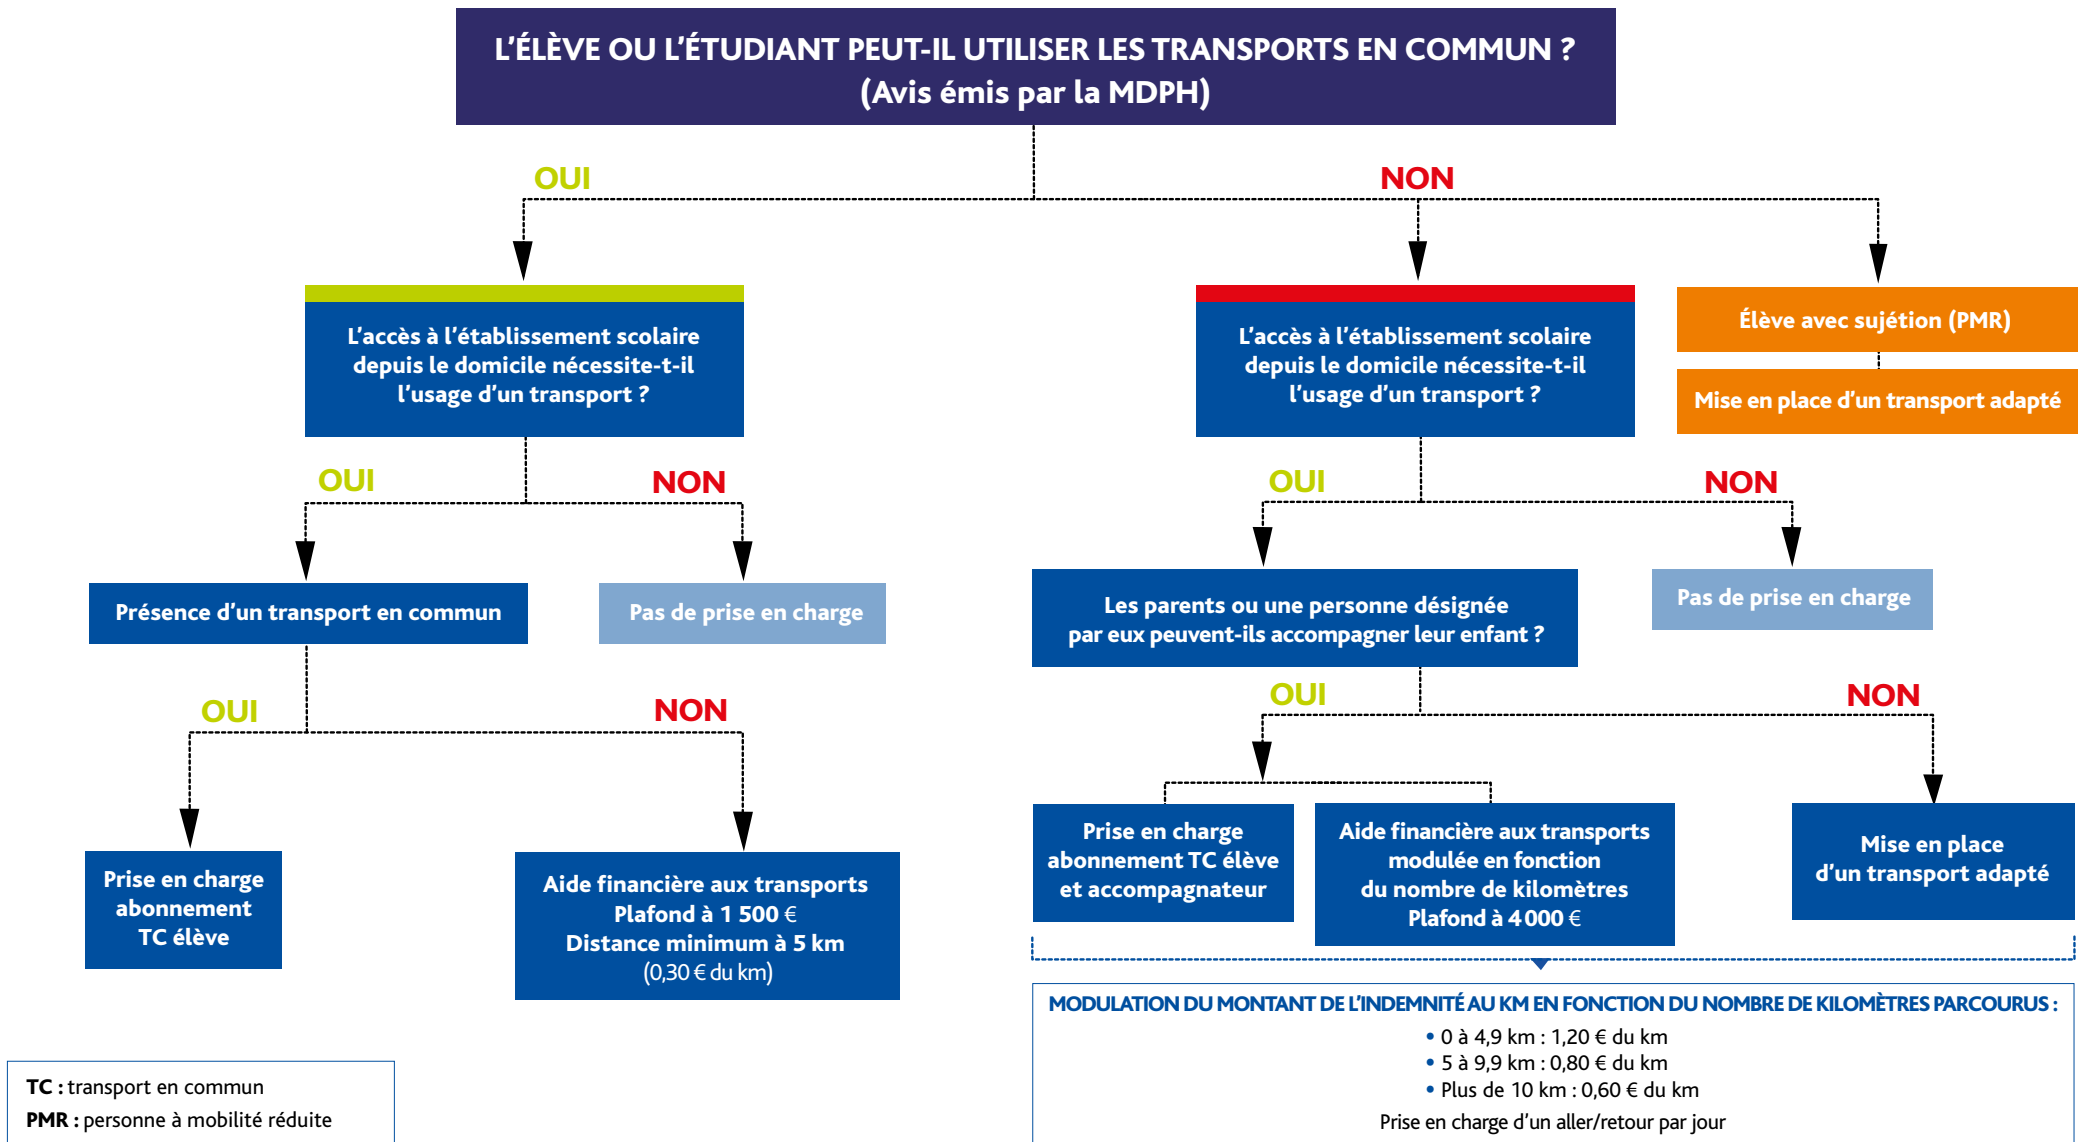 L'ÉLÈVE OU L'ÉTUDIANT PEUT-IL UTILISER LES TRANSPORTS EN COMMUN ?
(Avis émis par la MDPH)
OUI
NON
L'accès à l'établissement scolaire
depuis le domicile nécessite-t-il
l'usage d'un transport ?
L'accès à l'établissement scolaire
depuis le domicile nécessite-t-il
l'usage d'un transport ?
Élève avec sujétion (PMR)
Mise en place d'un transport adapté
OUI
NON
OUI
NON
Présence d'un transport en commun
Pas de prise en charge
Les parents ou une personne désignée
par eux peuvent-ils accompagner leur enfant ?
Pas de prise en charge
OUI
NON
OUI
NON
Prise en charge
abonnement
TC élève
Aide financière aux transports
Plafond à 1 500 €
Distance minimum à 5 km
(0,30 € du km)
Prise en charge
abonnement TC élève
et accompagnateur
Aide financière aux transports
modulée en fonction
du nombre de kilomètres
Plafond à 4 000 €
Mise en place
d'un transport adapté
MODULATION DU MONTANT DE L'INDEMNITÉ AU KM EN FONCTION DU NOMBRE DE KILOMÈTRES PARCOURUS :
• 0 à 4,9 km : 1,20 € du km
• 5 à 9,9 km : 0,80 € du km
• Plus de 10 km : 0,60 € du km
Prise en charge d'un aller/retour par jour
TC : transport en commun
PMR : personne à mobilité réduite